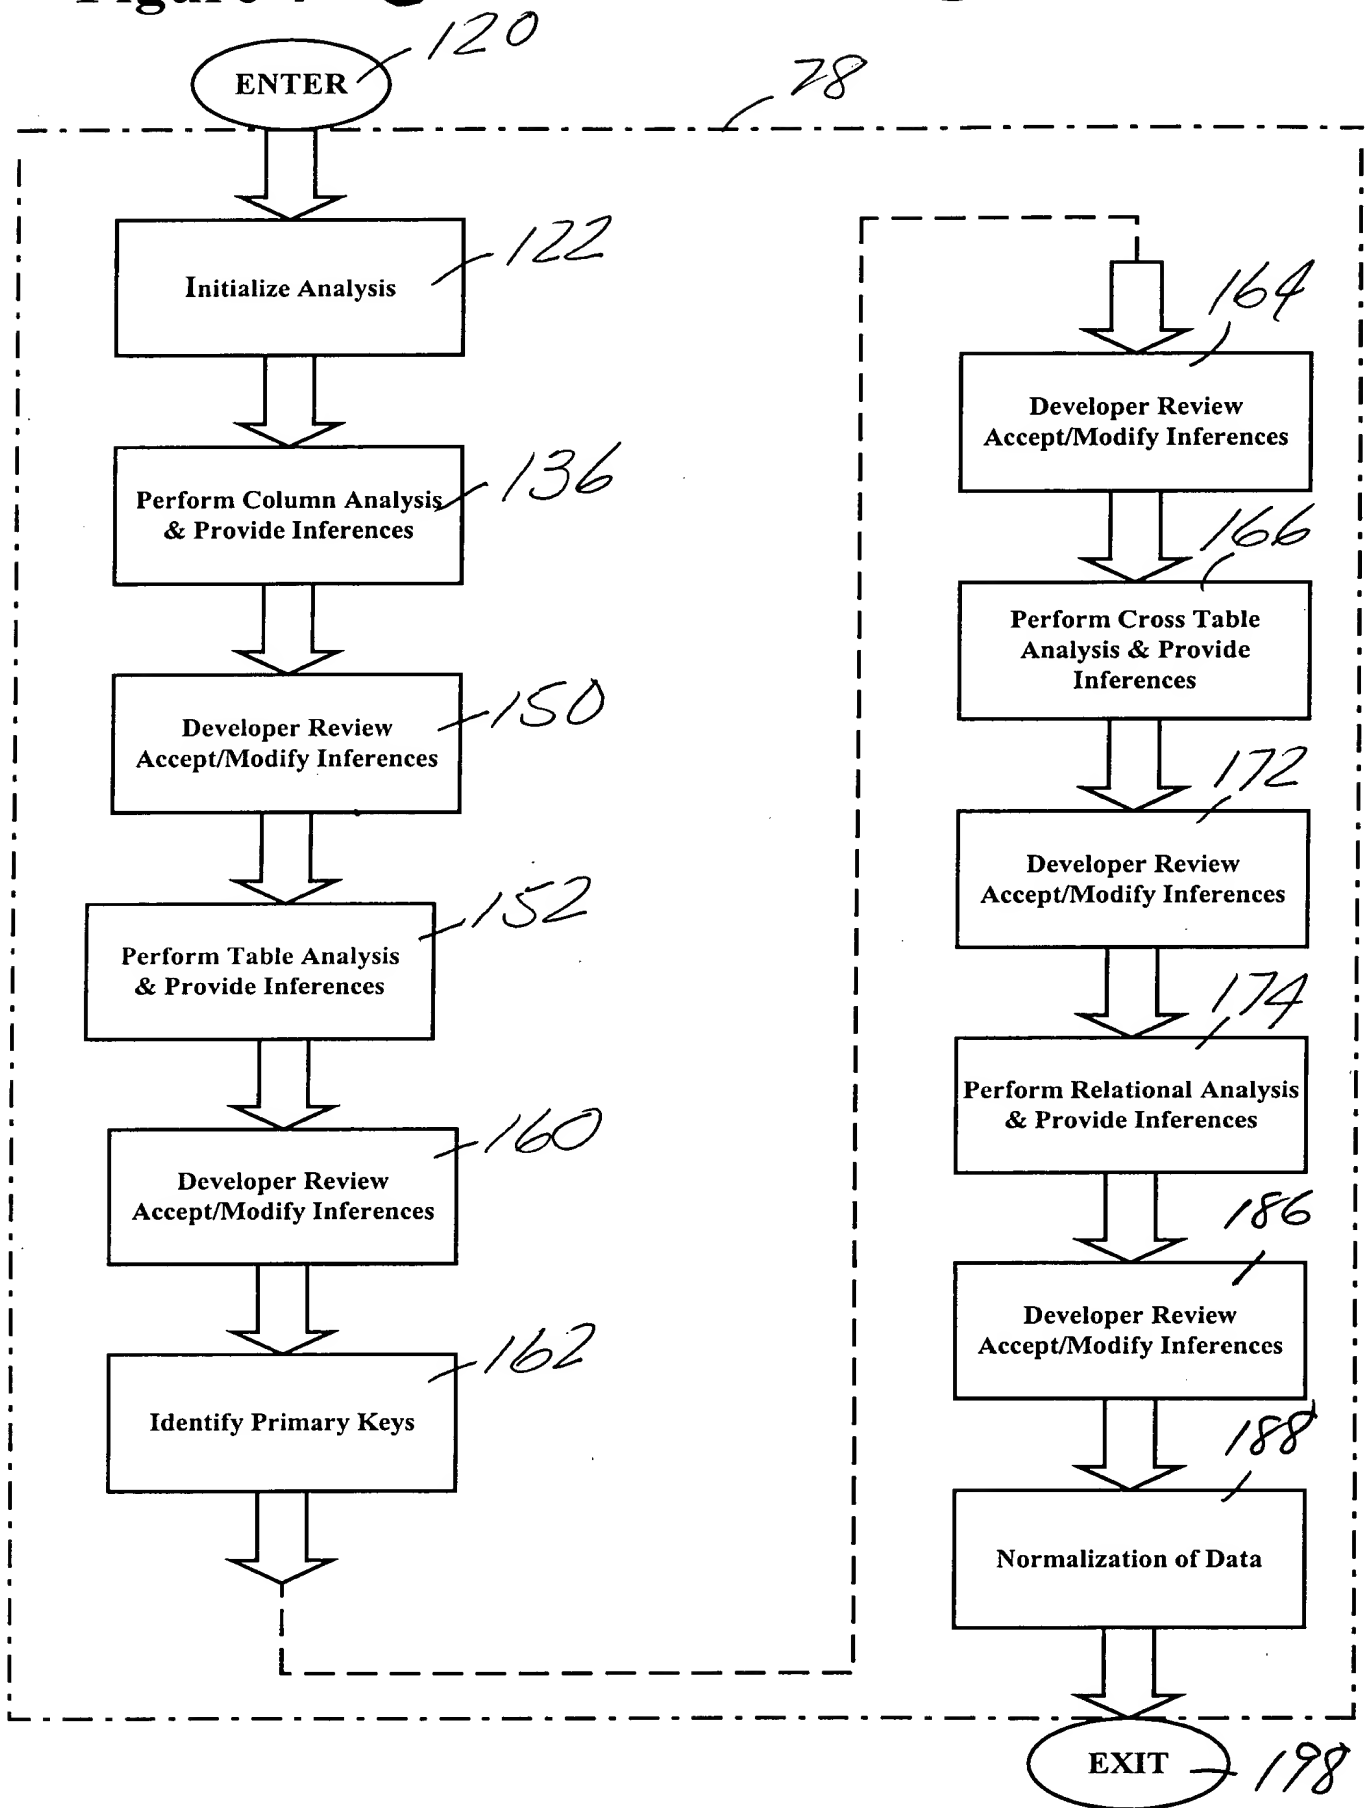 120
ENTER
28
Initialize Analysis
122
Perform Column Analysis
& Provide Inferences
136
Developer Review
Accept/Modify Inferences
150
Perform Table Analysis
& Provide Inferences
152
Developer Review
Accept/Modify Inferences
160
Identify Primary Keys
162
164
Developer Review
Accept/Modify Inferences
166
Perform Cross Table
Analysis & Provide
Inferences
172
Developer Review
Accept/Modify Inferences
174
Perform Relational Analysis
& Provide Inferences
186
Developer Review
Accept/Modify Inferences
188
Normalization of Data
EXIT
198